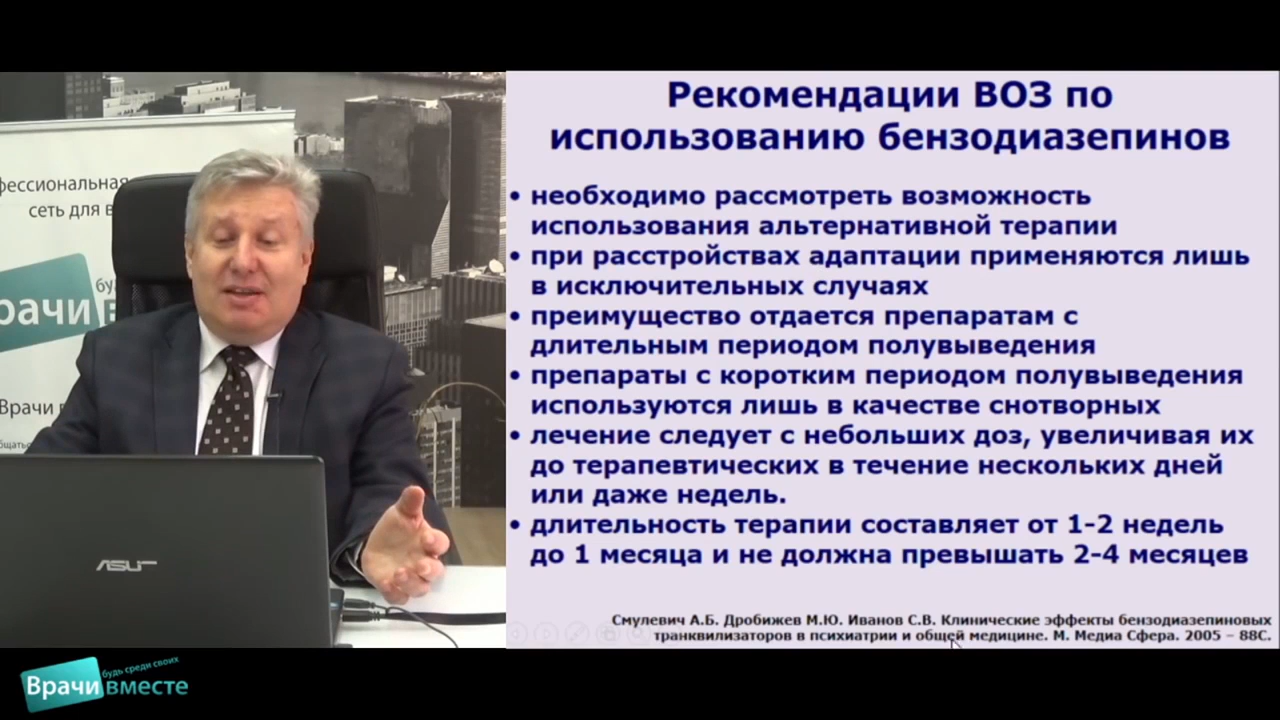 Рекомендации ВОЗ по
использованию бензодиазепинов
• необходимо рассмотреть возможность
использования альтернативной терапии
• при расстройствах адаптации применяются лишь
в исключительных случаях
• преимущество отдается препаратам с
длительным периодом полувыведения
• препараты с коротким периодом полувыведения
используются лишь в качестве снотворных
• лечение следует с небольших доз, увеличивая их
до терапевтических в течение нескольких дней
или даже недель.
• длительность терапии составляет от 1-2 недель
до 1 месяца и не должна превышать 2-4 месяцев
Смулевич А.Б. Дробижев М.Ю. Иванов С.В. Клинические эффекты бензодиазепиновых
транквилизаторов в психиатрии и общей медицине. М. Медиа Сфера. 2005 – 88С.
фессиональная
сеть для в
буд
рачи в
Врачи
общатьс
ASUS
будь среди своих
Врачи вместе